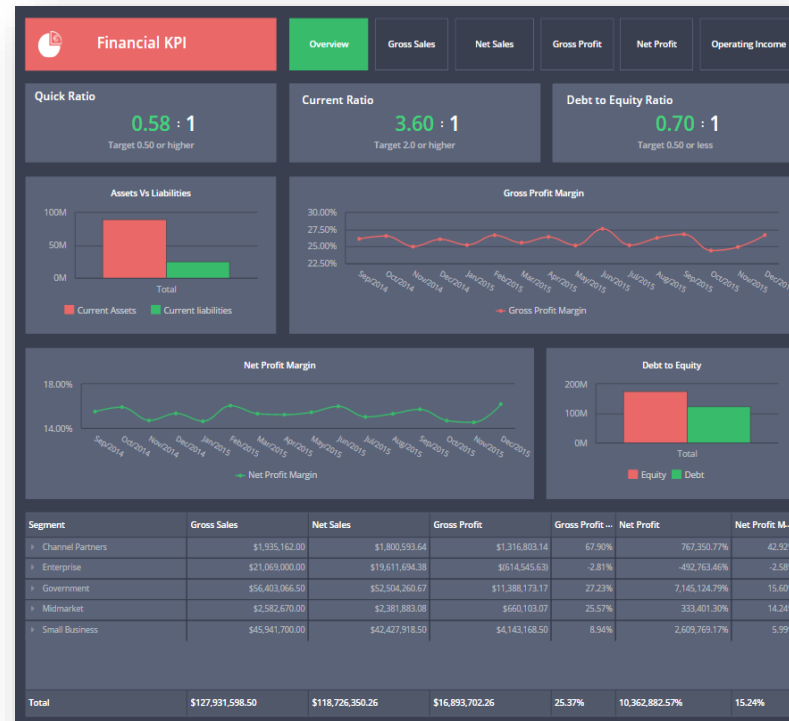 Financial KPI
Overview Gross Sales Net Sales Gross Profit Net Profit Operating Income
Quick Ratio
0.58 : 1
Target 0.50 or higher
Current Ratio
3.60 : 1
Target 2.0 or higher
Debt to Equity Ratio
0.70 : 1
Target 0.50 or less
Assets Vs Liabilities
100M
50M
0M
Total
Current Assets Current liabilities
Gross Profit Margin
30.00%
27.50%
25.00%
22.50%
Sep/2014 Oct/2014 Nov/2014 Dec/2014 Jan/2015 Feb/2015 Mar/2015 Apr/2015 May/2015 Jun/2015 Jul/2015 Aug/2015 Sep/2015 Oct/2015 Nov/2015 Dec/20
Gross Profit Margin
Net Profit Margin
18.00%
14.00%
Sep/2014 Oct/2014 Nov/2014 Dec/2014 Jan/2015 Feb/2015 Mar/2015 Apr/2015 May/2015 Jun/2015 Jul/2015 Aug/2015 Sep/2015 Oct/2015 Nov/2015 Dec/2015
Net Profit Margin
Debt to Equity
200M
100M
0M
Total
Equity Debt
Segment Gross Sales Net Sales Gross Profit Gross Profit ... Net Profit Net Profit M...
Channel Partners $1,935,162.00 $1,800,593.64 $1,316,803.14 67.90% 767,350.77% 42.92%
Enterprise $21,069,000.00 $19,611,694.38 $(614,545.63) -2.81% -492,763.46% -2.58%
Government $56,403,066.50 $52,504,260.67 $11,388,173.17 27.23% 7,145,124.79% 15.60%
Midmarket $2,582,670.00 $2,381,883.08 $660,103.07 25.57% 333,401.30% 14.24%
Small Business $45,941,700.00 $42,427,918.50 $4,143,168.50 8.94% 2,609,769.17% 5.99%
Total $127,931,598.50 $118,726,350.26 $16,893,702.26 25.37% 10,362,882.57% 15.24%